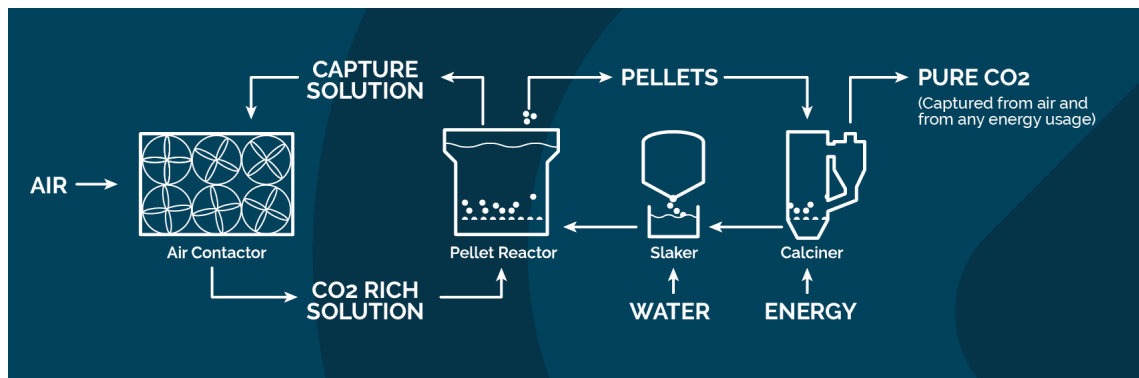 CAPTURE
SOLUTION
PELLETS
PURE CO2
(Captured from air and
from any energy usage)
AIR
Air Contactor
Pellet Reactor
Slaker
Calciner
CO2 RICH
SOLUTION
WATER
ENERGY